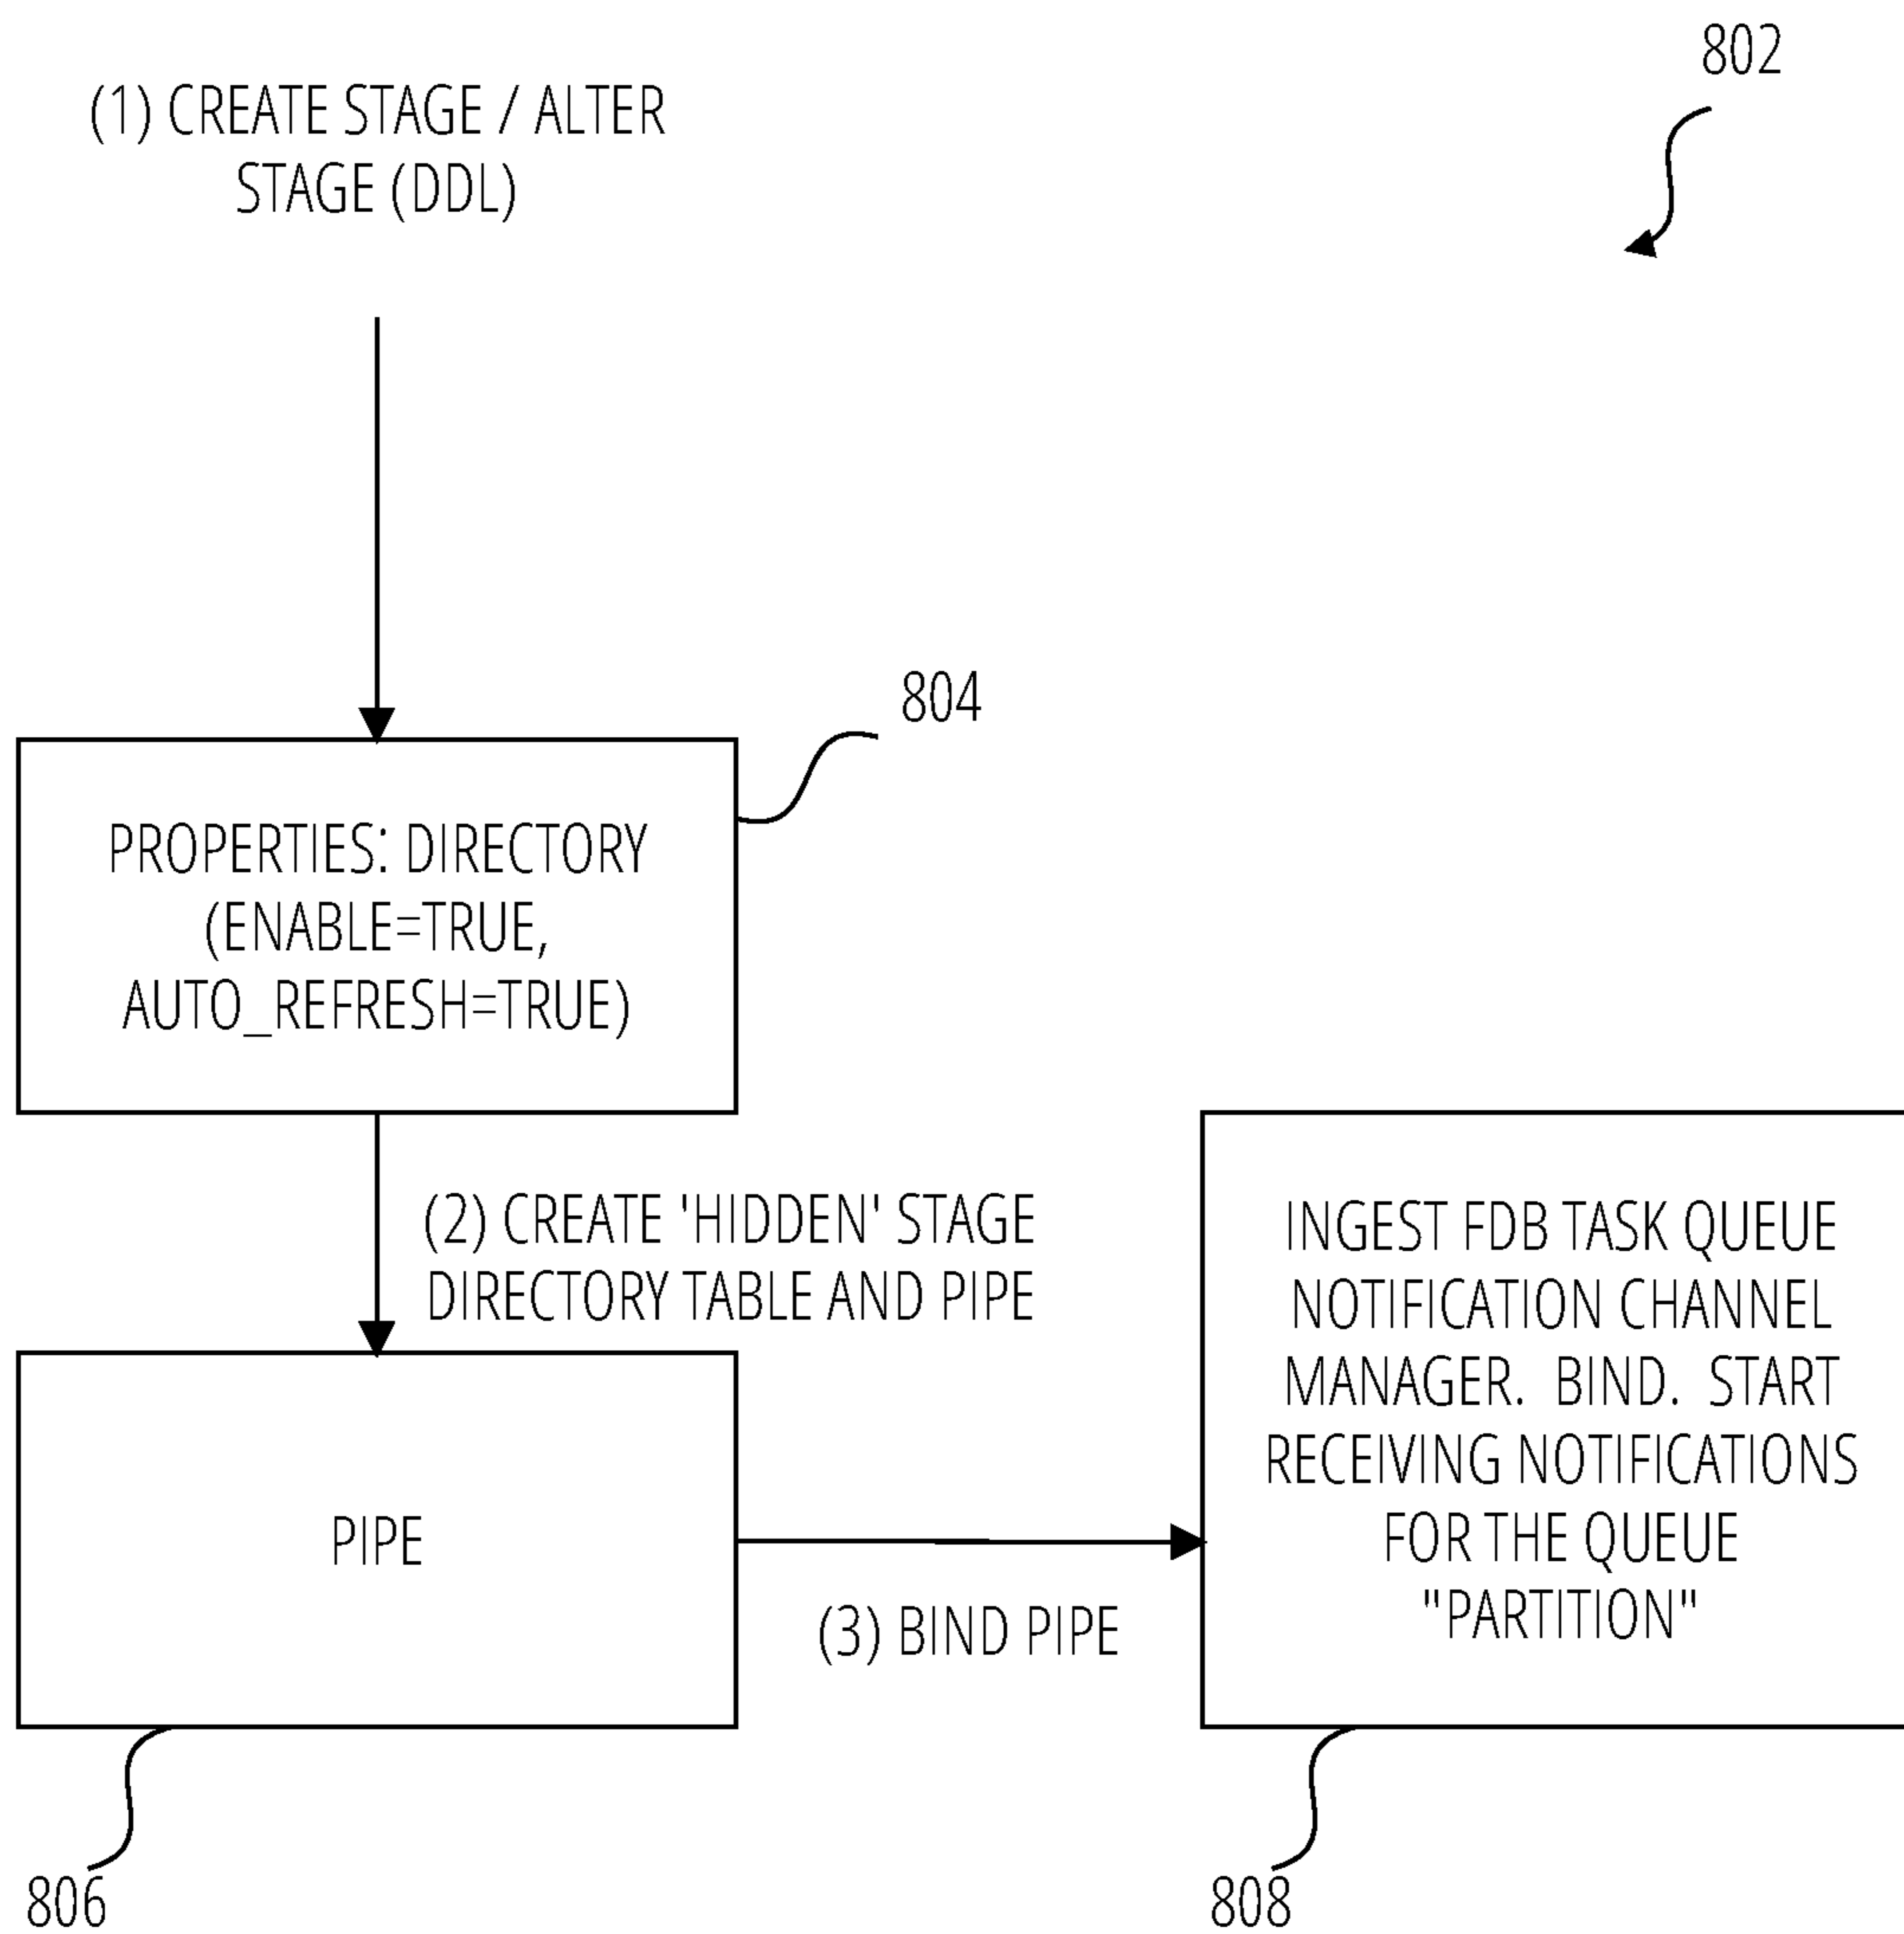 802
(1) CREATE STAGE / ALTER
STAGE (DDL)
804
PROPERTIES: DIRECTORY
(ENABLE=TRUE,
AUTO_REFRESH=TRUE)
(2) CREATE 'HIDDEN' STAGE
DIRECTORY TABLE AND PIPE
INGEST FDB TASK QUEUE
NOTIFICATION CHANNEL
MANAGER.  BIND.  START
RECEIVING NOTIFICATIONS
FOR THE QUEUE
"PARTITION"
PIPE
(3) BIND PIPE
806
808